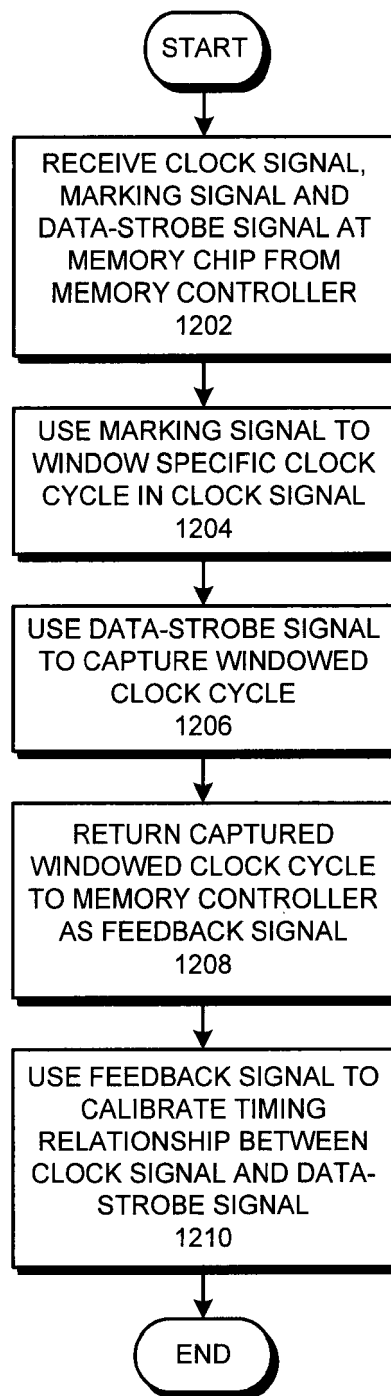 START
RECEIVE CLOCK SIGNAL,
MARKING SIGNAL AND
DATA-STROBE SIGNAL AT
MEMORY CHIP FROM
MEMORY CONTROLLER
1202
USE MARKING SIGNAL TO
WINDOW SPECIFIC CLOCK
CYCLE IN CLOCK SIGNAL
1204
USE DATA-STROBE SIGNAL
TO CAPTURE WINDOWED
CLOCK CYCLE
1206
RETURN CAPTURED
WINDOWED CLOCK CYCLE
TO MEMORY CONTROLLER
AS FEEDBACK SIGNAL
1208
USE FEEDBACK SIGNAL TO
CALIBRATE TIMING
RELATIONSHIP BETWEEN
CLOCK SIGNAL AND DATA-
STROBE SIGNAL
1210
END